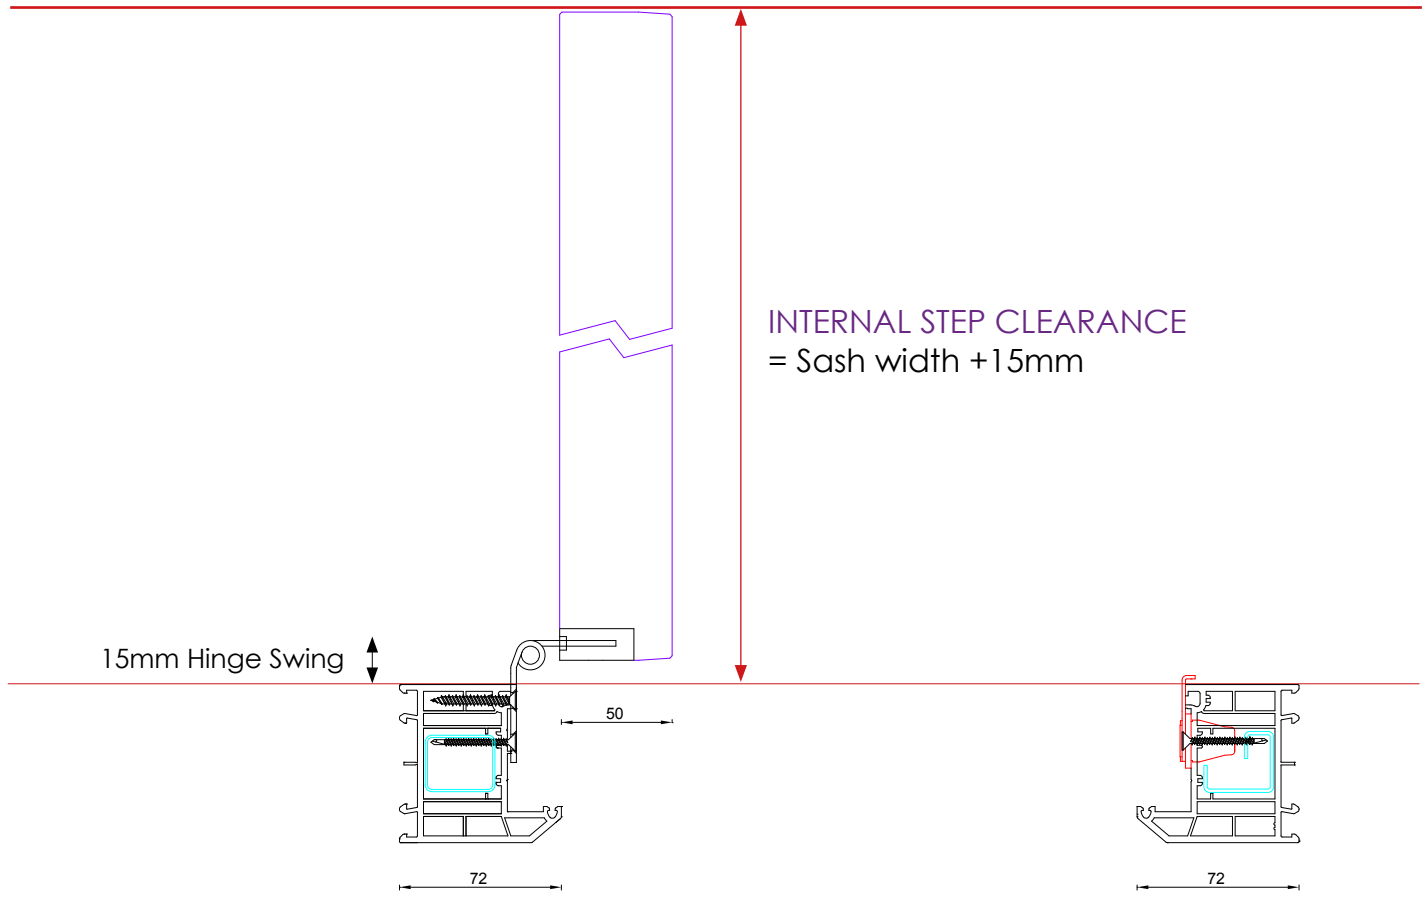 INTERNAL STEP CLEARANCE
= Sash width +15mm
15mm Hinge Swing
50
72
72